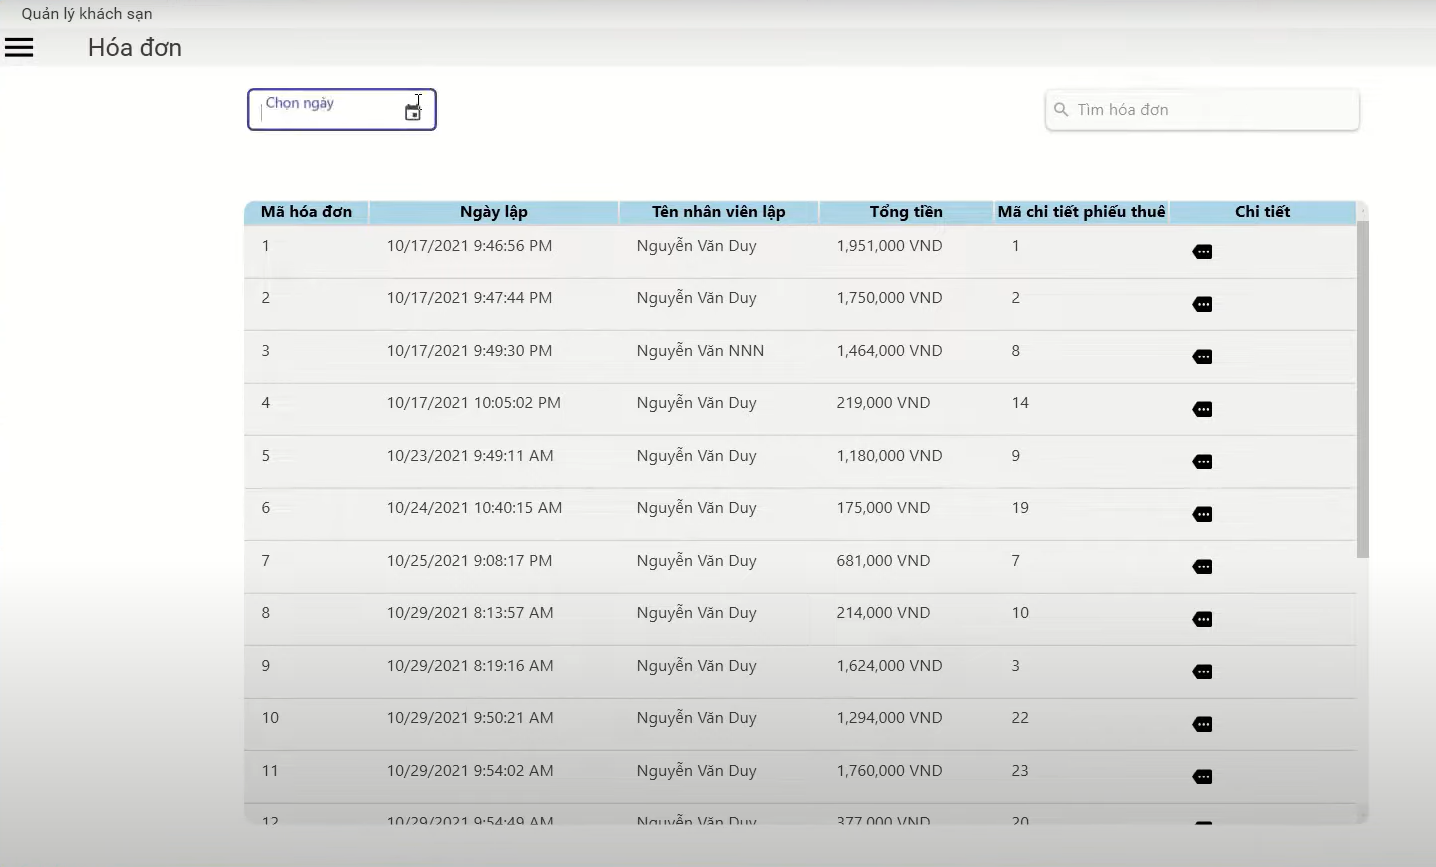 Quản lý khách sạn
Hóa đơn
Chọn ngày
Tìm hóa đơn
Mã hóa đơn Ngày lập Tên nhân viên lập Tổng tiền Mã chi tiết phiếu thuê Chi tiết
1 10/17/2021 9:46:56 PM Nguyễn Văn Duy 1,951,000 VND 1
2 10/17/2021 9:47:44 PM Nguyễn Văn Duy 1,750,000 VND 2
3 10/17/2021 9:49:30 PM Nguyễn Văn NNN 1,464,000 VND 8
4 10/17/2021 10:05:02 PM Nguyễn Văn Duy 219,000 VND 14
5 10/23/2021 9:49:11 AM Nguyễn Văn Duy 1,180,000 VND 9
6 10/24/2021 10:40:15 AM Nguyễn Văn Duy 175,000 VND 19
7 10/25/2021 9:08:17 PM Nguyễn Văn Duy 681,000 VND 7
8 10/29/2021 8:13:57 AM Nguyễn Văn Duy 214,000 VND 10
9 10/29/2021 8:19:16 AM Nguyễn Văn Duy 1,624,000 VND 3
10 10/29/2021 9:50:21 AM Nguyễn Văn Duy 1,294,000 VND 22
11 10/29/2021 9:54:02 AM Nguyễn Văn Duy 1,760,000 VND 23
12 10/29/2021 9:54:49 AM Nguyễn Văn Duy 377,000 VND 20